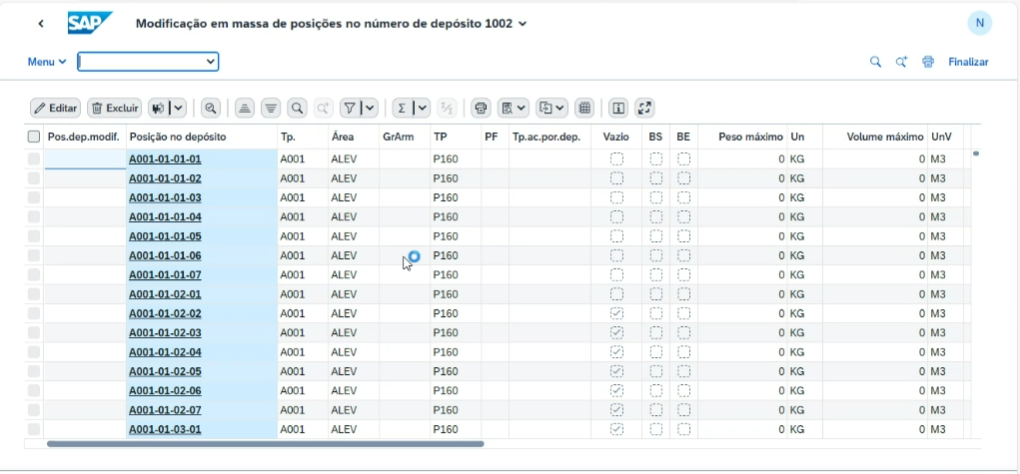 SAP Modificação em massa de posições no número de depósito 1002 N
Menu Finalizar
Editar Excluir
Pos.dep.modif. Posição no depósito Tp. Área GrArm TP PF Tp.ac.por.dep. Vazio BS BE Peso máximo Un Volume máximo UnV
A001-01-01-01 A001 ALEV P160 0 KG 0 M3
A001-01-01-02 A001 ALEV P160 0 KG 0 M3
A001-01-01-03 A001 ALEV P160 0 KG 0 M3
A001-01-01-04 A001 ALEV P160 0 KG 0 M3
A001-01-01-05 A001 ALEV P160 0 KG 0 M3
A001-01-01-06 A001 ALEV P160 0 KG 0 M3
A001-01-01-07 A001 ALEV P160 0 KG 0 M3
A001-01-02-01 A001 ALEV P160 0 KG 0 M3
A001-01-02-02 A001 ALEV P160 0 KG 0 M3
A001-01-02-03 A001 ALEV P160 0 KG 0 M3
A001-01-02-04 A001 ALEV P160 0 KG 0 M3
A001-01-02-05 A001 ALEV P160 0 KG 0 M3
A001-01-02-06 A001 ALEV P160 0 KG 0 M3
A001-01-02-07 A001 ALEV P160 0 KG 0 M3
A001-01-03-01 A001 ALEV P160 0 KG 0 M3